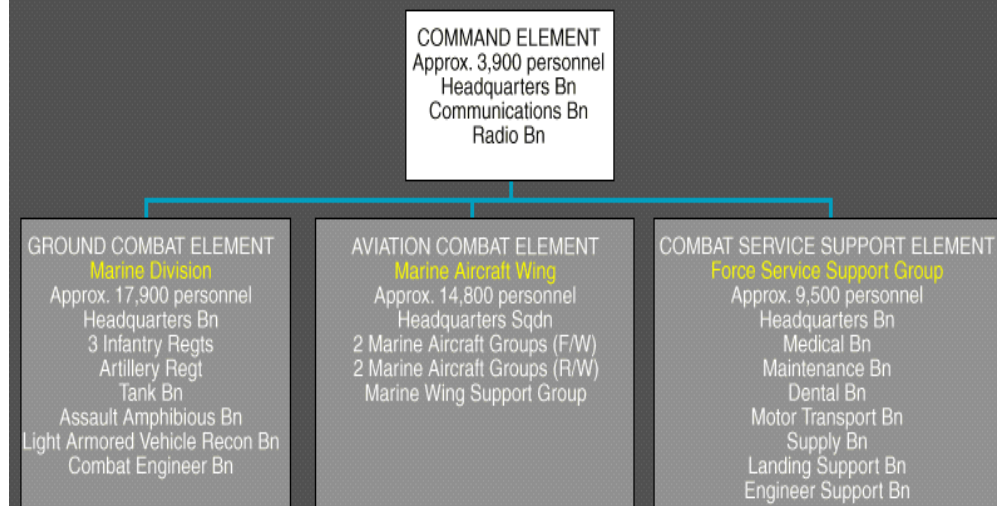 COMMAND ELEMENT
Approx. 3,900 personnel
Headquarters Bn
Communications Bn
Radio Bn
GROUND COMBAT ELEMENT
Marine Division
Approx. 17,900 personnel
Headquarters Bn
3 Infantry Regts
Artillery Regt
Tank Bn
Assault Amphibious Bn
Light Armored Vehicle Recon Bn
Combat Engineer Bn
AVIATION COMBAT ELEMENT
Marine Aircraft Wing
Approx. 14,800 personnel
Headquarters Sqdn
2 Marine Aircraft Groups (F/W)
2 Marine Aircraft Groups (R/W)
Marine Wing Support Group
COMBAT SERVICE SUPPORT ELEMENT
Force Service Support Group
Approx. 9,500 personnel
Headquarters Bn
Medical Bn
Maintenance Bn
Dental Bn
Motor Transport Bn
Supply Bn
Landing Support Bn
Engineer Support Bn